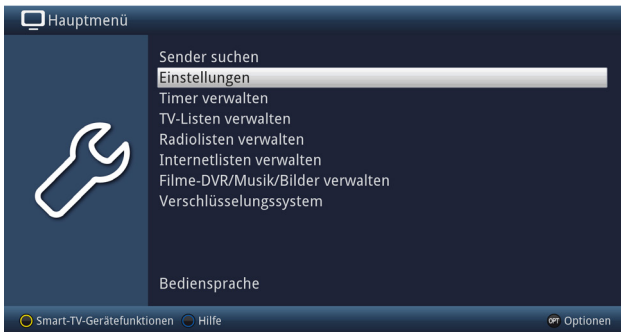 Hauptmenü
Sender suchen
Einstellungen
Timer verwalten
TV-Listen verwalten
Radiolisten verwalten
Internetlisten verwalten
Filme-DVR/Musik/Bilder verwalten
Verschlüsselungssystem
Bediensprache
Smart-TV-Gerätefunktionen Hilfe OPT Optionen